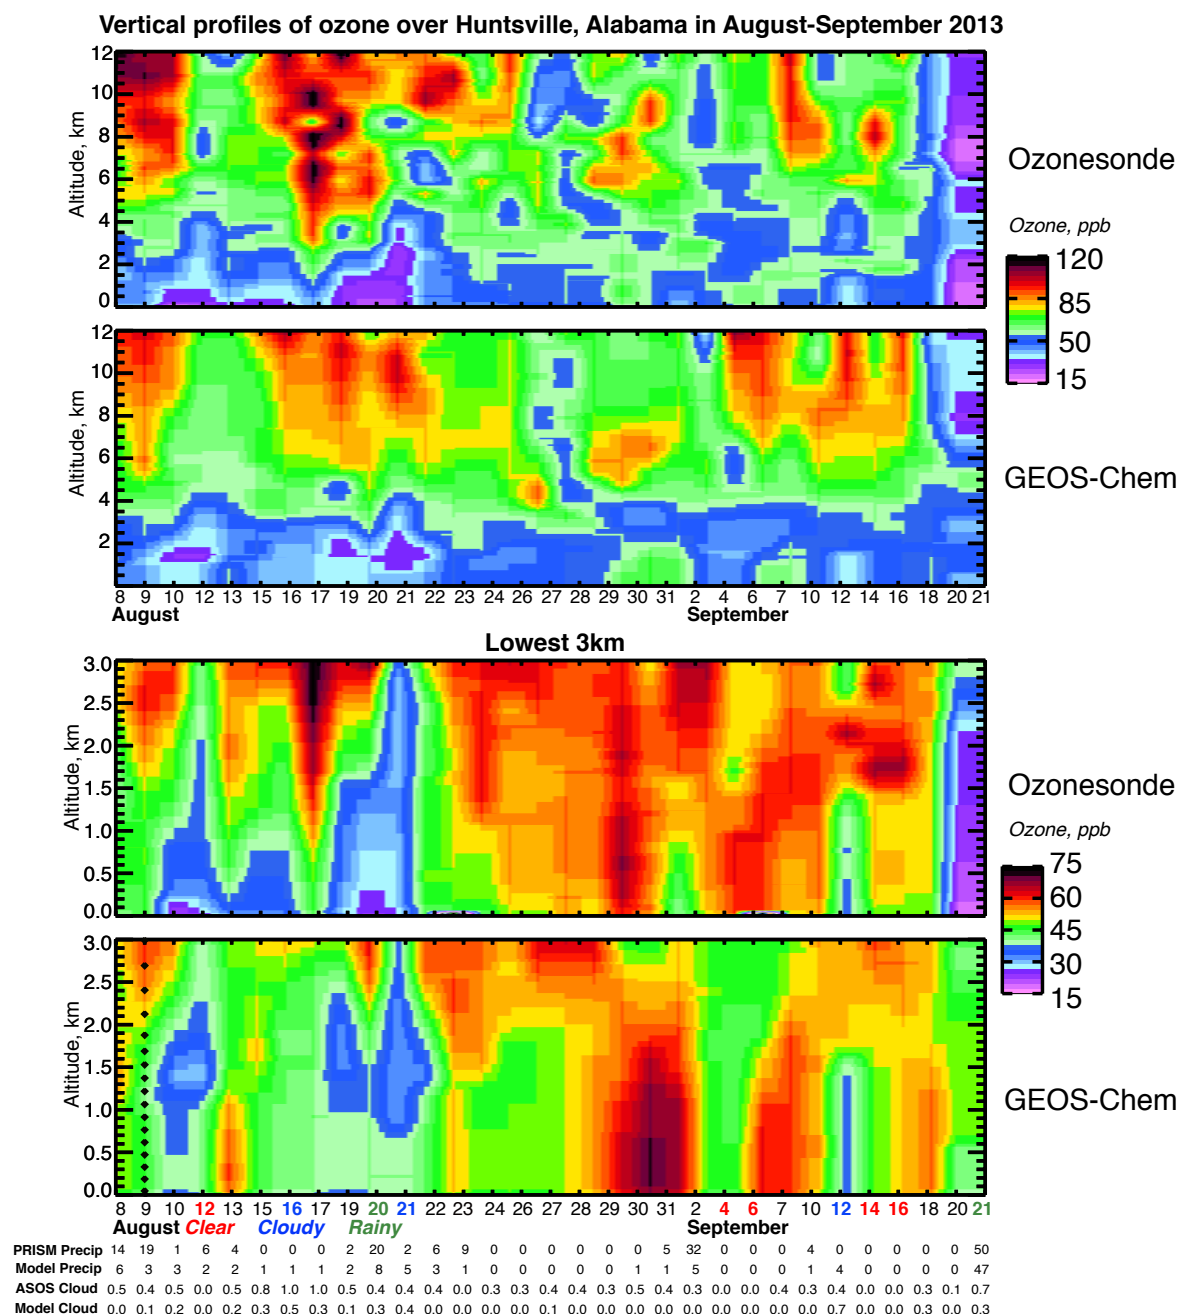 Vertical profiles of ozone over Huntsville, Alabama in August-September 2013
12
10
8
6
4
2
0
Altitude, km
Ozonesonde
Ozone, ppb
120
85
50
15
12
10
8
6
4
2
Altitude, km
GEOS-Chem
8 9 10 12 13 15 16 17 19 20 21 22 23 24 26 27 28 29 30 31 2 4 6 7 9 10 12 14 16 18 20 21
August September
Lowest 3km
3.0
2.5
2.0
1.5
1.0
0.5
0.0
Altitude, km
Ozonesonde
Ozone, ppb
75
60
45
30
15
3.0
2.5
2.0
1.5
1.0
0.5
0.0
Altitude, km
GEOS-Chem
8 9 10 12 13 15 16 17 19 20 21 22 24 23 26 27 28 29 30 31 2 4 6 7 9 10 12 14 16 18 20 21
August Clear Cloudy Rainy September
PRISM Precip 14 19 1 6 4 0 0 0 2 20 2 6 9 0 0 0 0 0 0 5 32 0 0 0 4 0 0 0 0 50
Model Precip 6 3 3 2 2 1 1 1 2 8 5 3 1 0 0 0 0 1 1 5 0 0 0 1 4 0 0 0 0 47
ASOS Cloud 0.5 0.4 0.5 0.0 0.5 0.8 1.0 1.0 0.5 0.4 0.4 0.4 0.0 0.3 0.3 0.4 0.3 0.5 0.4 0.3 0.0 0.0 0.0 0.4 0.3 0.7 0.0 0.0 0.3 0.1 0.7
Model Cloud 0.0 0.1 0.2 0.0 0.2 0.3 0.5 0.3 0.1 0.3 0.4 0.0 0.0 0.0 0.0 0.1 0.0 0.0 0.0 0.0 0.0 0.0 0.0 0.0 0.0 0.7 0.0 0.0 0.3 0.0 0.3